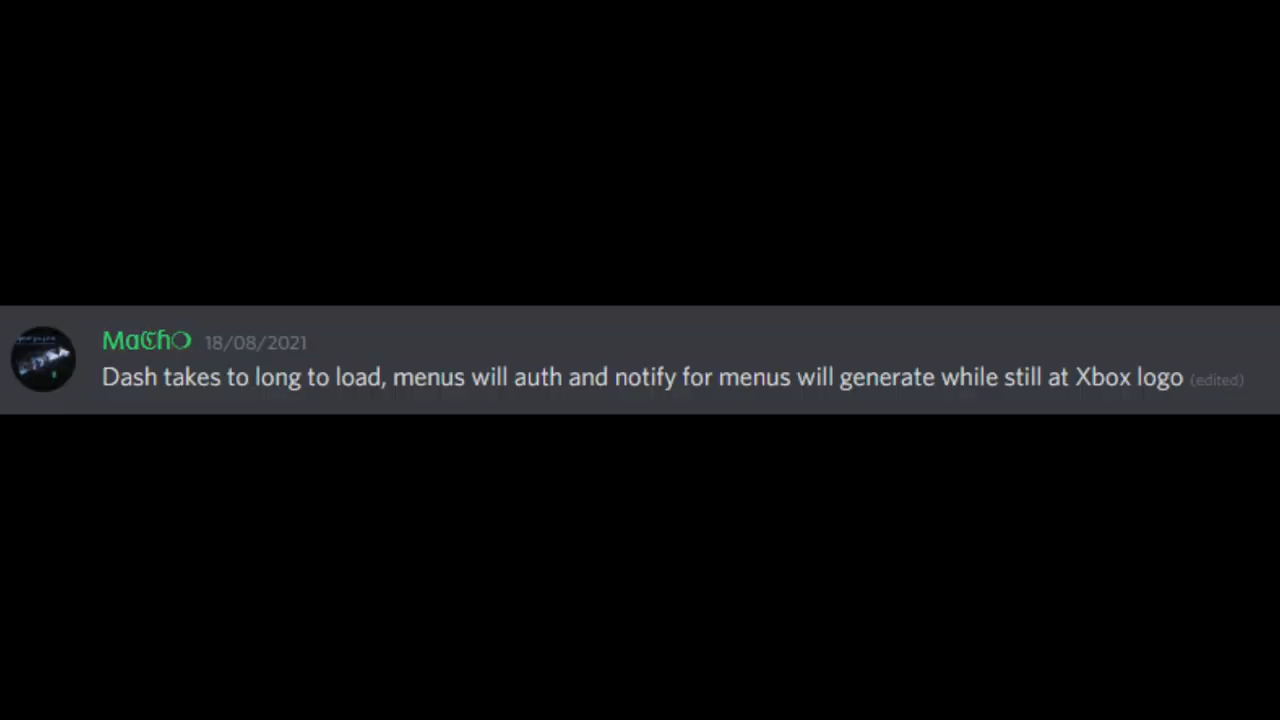 Maℭℏ❍ 18/08/2021
Dash takes to long to load, menus will auth and notify for menus will generate while still at Xbox logo (edited)